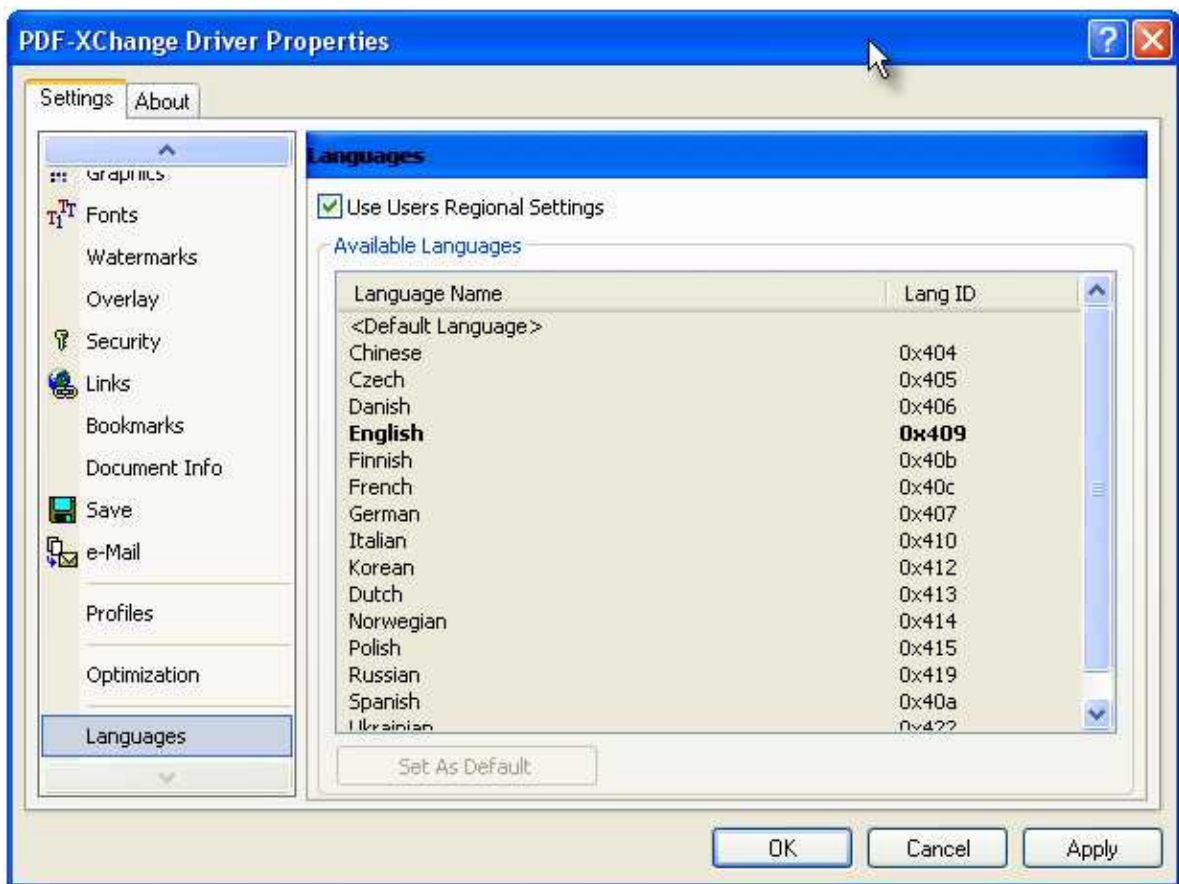 PDF-XChange Driver Properties
Settings
About
Graphics
Fonts
Watermarks
Overlay
Security
Links
Bookmarks
Document Info
Save
e-Mail
Profiles
Optimization
Languages
Languages
Use Users Regional Settings
Available Languages
Language Name Lang ID
<Default Language>
Chinese 0x404
Czech 0x405
Danish 0x406
English 0x409
Finnish 0x40b
French 0x40c
German 0x407
Italian 0x410
Korean 0x412
Dutch 0x413
Norwegian 0x414
Polish 0x415
Russian 0x419
Spanish 0x40a
Ukrainian 0x422
Set As Default
OK Cancel Apply